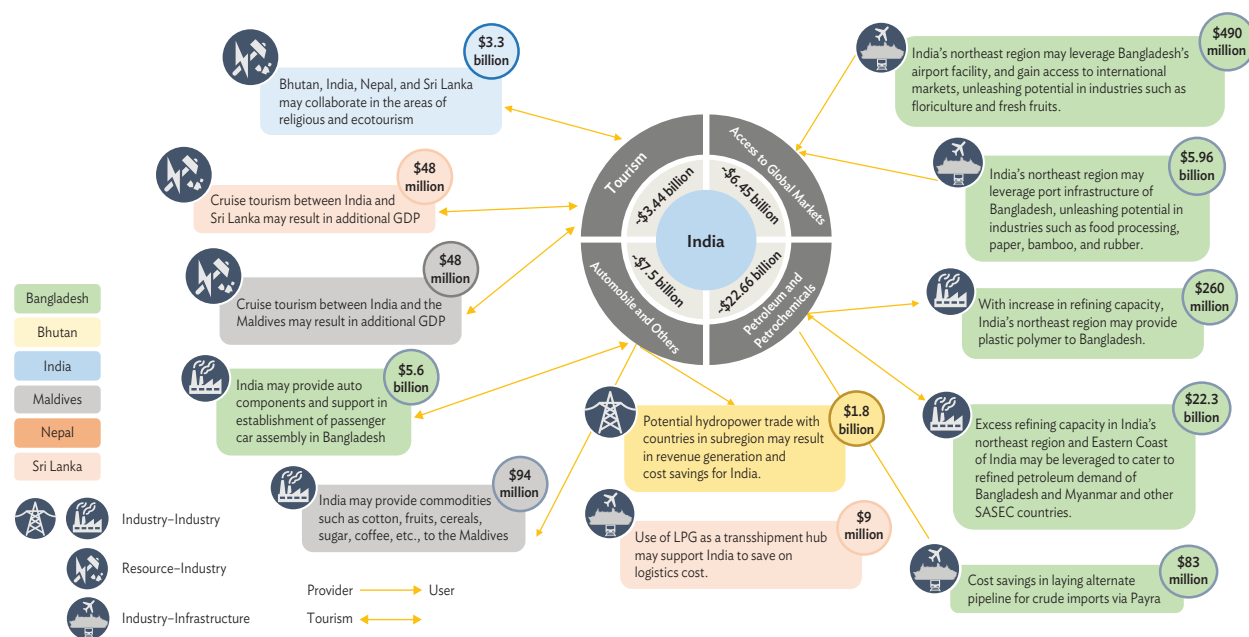 $3.3
billion
Bhutan, India, Nepal, and Sri Lanka
may collaborate in the areas of
religious and ecotourism
$48
million
Cruise tourism between India and
Sri Lanka may result in additional GDP
$48
million
Cruise tourism between India and the
Maldives may result in additional GDP
$5.6
billion
India may provide auto
components and support in
establishment of passenger
car assembly in Bangladesh
$94
million
India may provide commodities
such as cotton, fruits, cereals,
sugar, coffee, etc., to the Maldives
Tourism
~$3.44 billion
Access to Global Markets
~$6.45 billion
India
Automobile and Others
~$7.5 billion
Petroleum and
Petrochemicals
~$22.66 billion
$490
million
India's northeast region may leverage Bangladesh's
airport facility, and gain access to international
markets, unleashing potential in industries such as
floriculture and fresh fruits.
$5.96
billion
India's northeast region may
leverage port infrastructure of
Bangladesh, unleashing potential in
industries such as food processing,
paper, bamboo, and rubber.
$260
million
With increase in refining capacity,
India's northeast region may provide
plastic polymer to Bangladesh.
$22.3
billion
Excess refining capacity in India's
northeast region and Eastern Coast
of India may be leveraged to cater to
refined petroleum demand of
Bangladesh and Myanmar and other
SASEC countries.
$83
million
Cost savings in laying alternate
pipeline for crude imports via Payra
$1.8
billion
Potential hydropower trade with
countries in subregion may result
in revenue generation and
cost savings for India.
$9
million
Use of LPG as a transshipment hub
may support India to save on
logistics cost.
Bangladesh
Bhutan
India
Maldives
Nepal
Sri Lanka
Industry–Industry
Resource–Industry
Industry–Infrastructure
Provider
User
Tourism